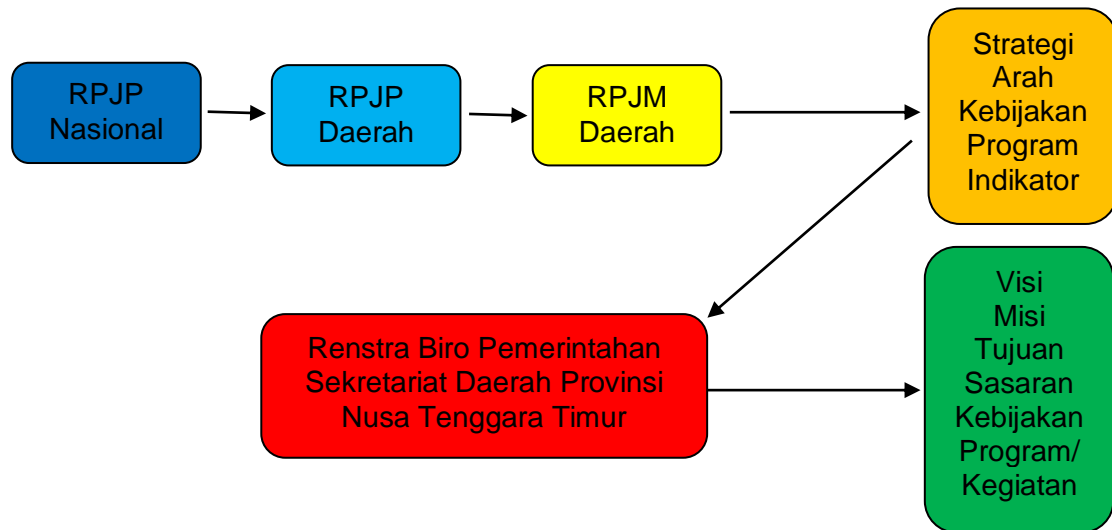 RPJP
Nasional
RPJP
Daerah
RPJM
Daerah
Strategi
Arah
Kebijakan
Program
Indikator
Renstra Biro Pemerintahan
Sekretariat Daerah Provinsi
Nusa Tenggara Timur
Visi
Misi
Tujuan
Sasaran
Kebijakan
Program/
Kegiatan